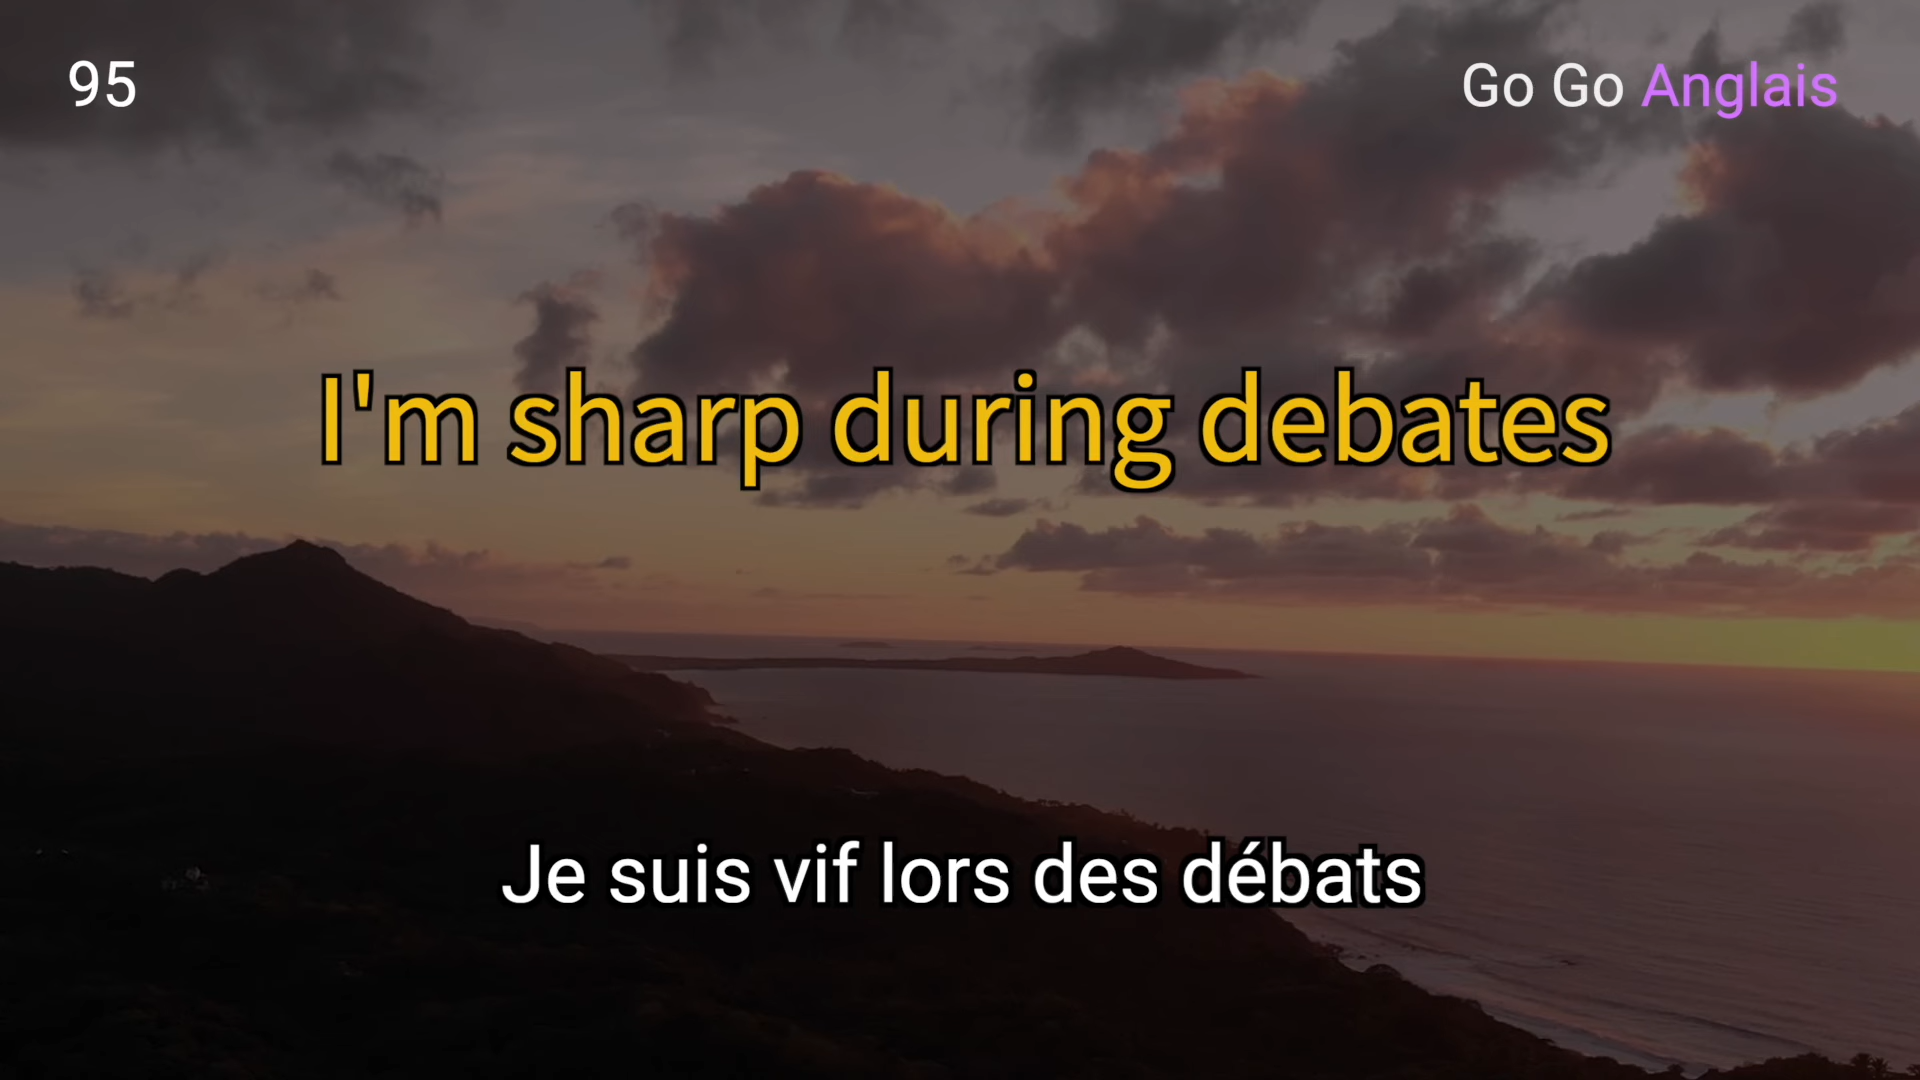 95
Go Go Anglais
I'm sharp during debates
Je suis vif lors des débats